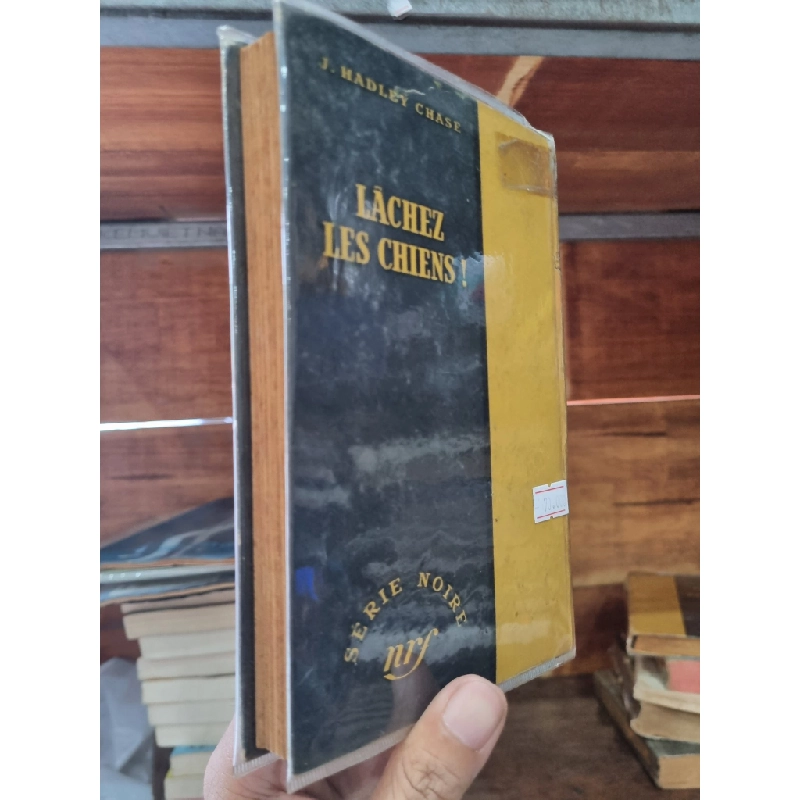 J. HADLEY CHASE
LÂCHEZ
LES CHIENS !
SÉRIE NOIRE
nrf